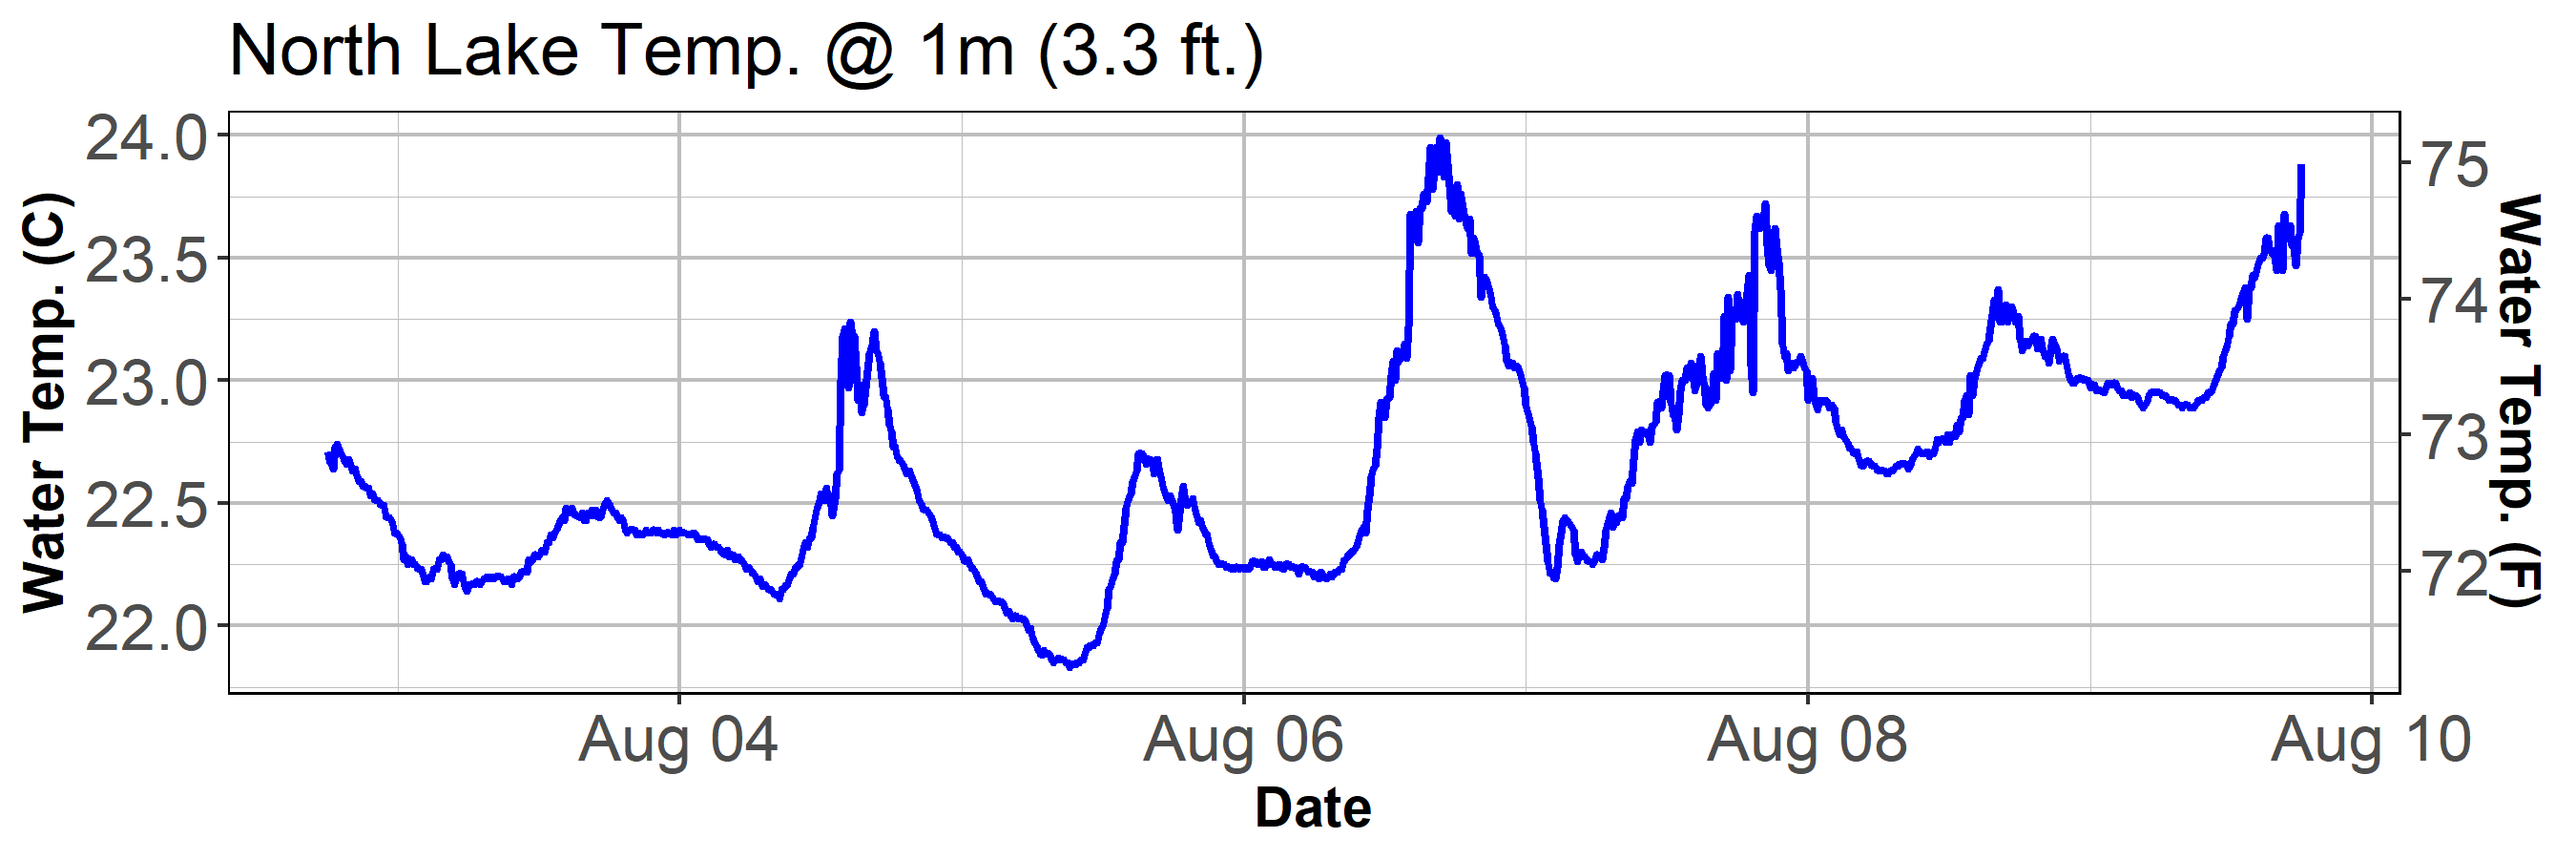 North Lake Temp. @ 1m (3.3 ft.)
Water Temp. (C)
24.0
23.5
23.0
22.5
22.0
75
74
73
72
Water Temp. (F)
Aug 04 Aug 06 Aug 08 Aug 10
Date